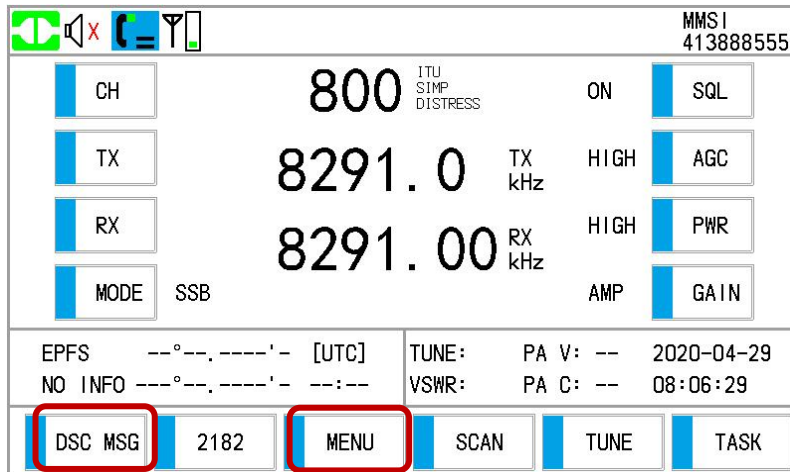 MMSI
413888555
CH 800 ITU SIMP DISTRESS ON SQL
TX 8291.0 TX kHz HIGH AGC
RX 8291.00 RX kHz HIGH PWR
MODE SSB AMP GAIN
EPFS --°--.----'- [UTC] TUNE: PA V: -- 2020-04-29
NO INFO ---°--.----'- --:-- VSWR: PA C: -- 08:06:29
DSC MSG 2182 MENU SCAN TUNE TASK